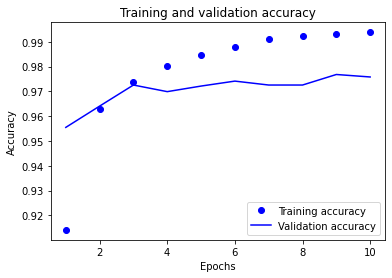 Training and validation accuracy
Accuracy
0.99
0.98
0.97
0.96
0.95
0.94
0.93
0.92
Training accuracy
Validation accuracy
2 4 6 8 10
Epochs